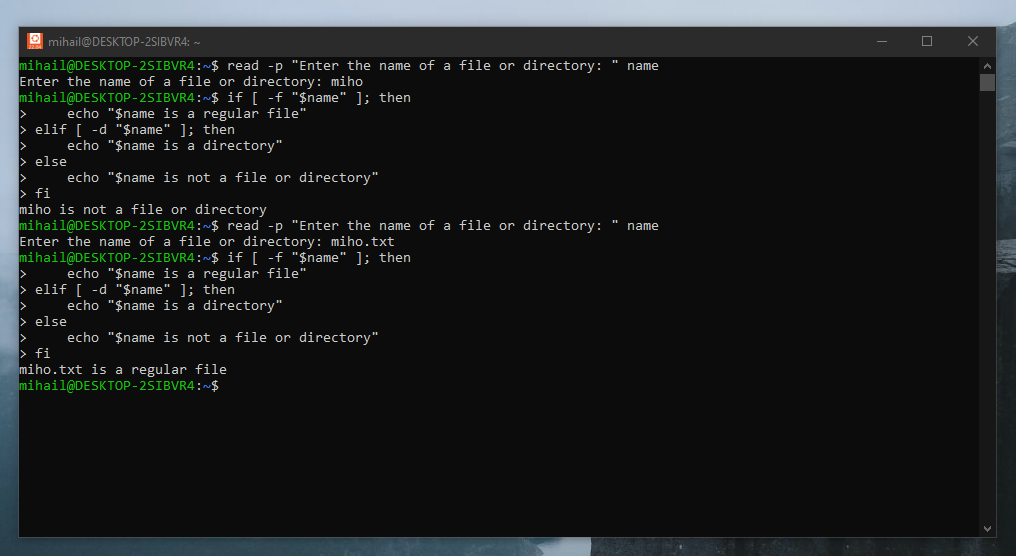 mihail@DESKTOP-2SIBVR4: ~
mihail@DESKTOP-2SIBVR4:~$ read -p "Enter the name of a file or directory: " name
Enter the name of a file or directory: miho
mihail@DESKTOP-2SIBVR4:~$ if [ -f "$name" ]; then
>     echo "$name is a regular file"
> elif [ -d "$name" ]; then
>     echo "$name is a directory"
> else
>     echo "$name is not a file or directory"
> fi
miho is not a file or directory
mihail@DESKTOP-2SIBVR4:~$ read -p "Enter the name of a file or directory: " name
Enter the name of a file or directory: miho.txt
mihail@DESKTOP-2SIBVR4:~$ if [ -f "$name" ]; then
>     echo "$name is a regular file"
> elif [ -d "$name" ]; then
>     echo "$name is a directory"
> else
>     echo "$name is not a file or directory"
> fi
miho.txt is a regular file
mihail@DESKTOP-2SIBVR4:~$